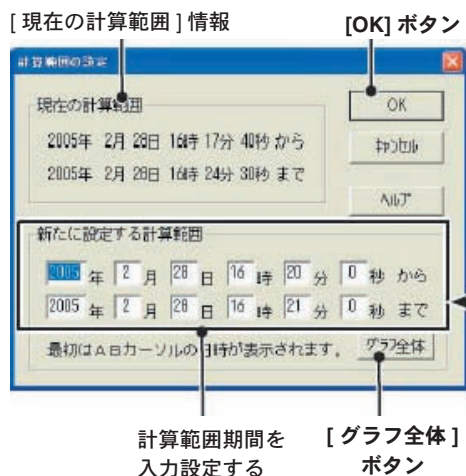 [ 現在の計算範囲 ] 情報
[OK] ボタン
計算範囲の設定
現在の計算範囲
OK
2005年 2月 28日 16時 17分 40秒 から
キャンセル
2005年 2月 28日 16時 24分 30秒 まで
ヘルプ
新たに設定する計算範囲
2005 年 2 月 28 日 16 時 20 分 0 秒 から
2005 年 2 月 28 日 16 時 21 分 0 秒 まで
最初はABカーソルの日時が表示されます。 グラフ全体
計算範囲期間を
入力設定する
[ グラフ全体 ]
ボタン